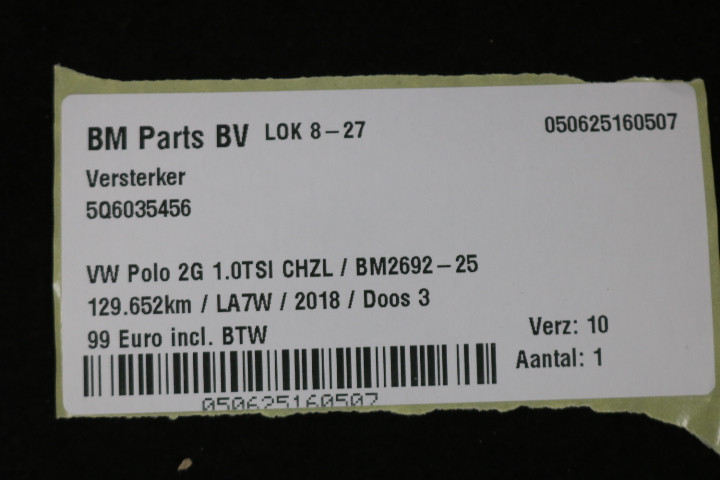 BM Parts BV LOK 8-27 050625160507
Versterker
5Q6035456
VW Polo 2G 1.0TSI CHZL / BM2692-25
129.652km / LA7W / 2018 / Doos 3
99 Euro incl. BTW Verz: 10
Aantal: 1
050625160507